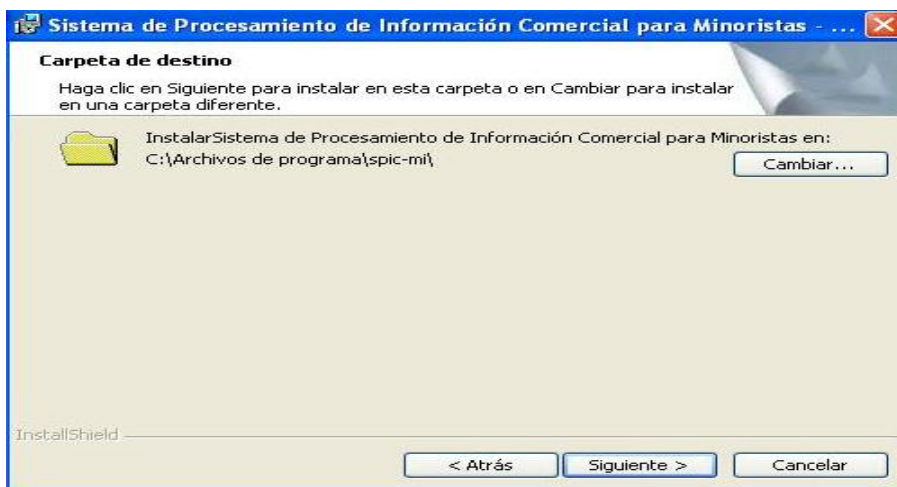 Sistema de Procesamiento de Información Comercial para Minoristas - ...
Carpeta de destino
Haga clic en Siguiente para instalar en esta carpeta o en Cambiar para instalar
en una carpeta diferente.
InstalarSistema de Procesamiento de Información Comercial para Minoristas en:
C:\Archivos de programa\spic-mi\
Cambiar...
InstallShield
< Atrás
Siguiente >
Cancelar